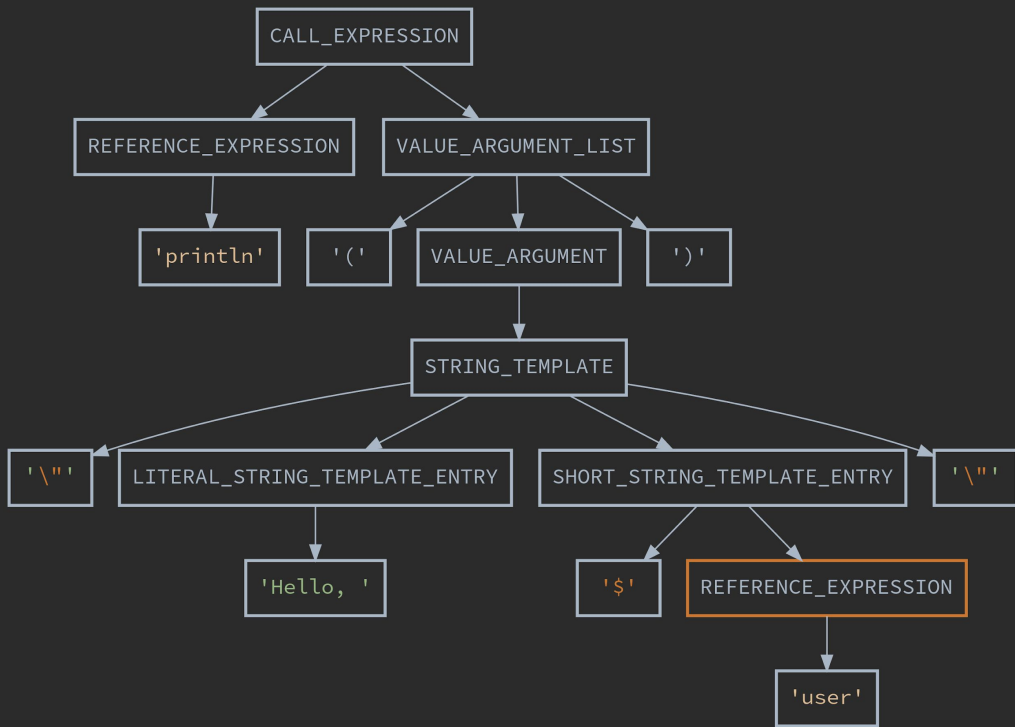 CALL_EXPRESSION
REFERENCE_EXPRESSION
VALUE_ARGUMENT_LIST
'println'
'('
VALUE_ARGUMENT
')'
STRING_TEMPLATE
'\"'
LITERAL_STRING_TEMPLATE_ENTRY
SHORT_STRING_TEMPLATE_ENTRY
'\"'
'Hello, '
'$'
REFERENCE_EXPRESSION
'user'